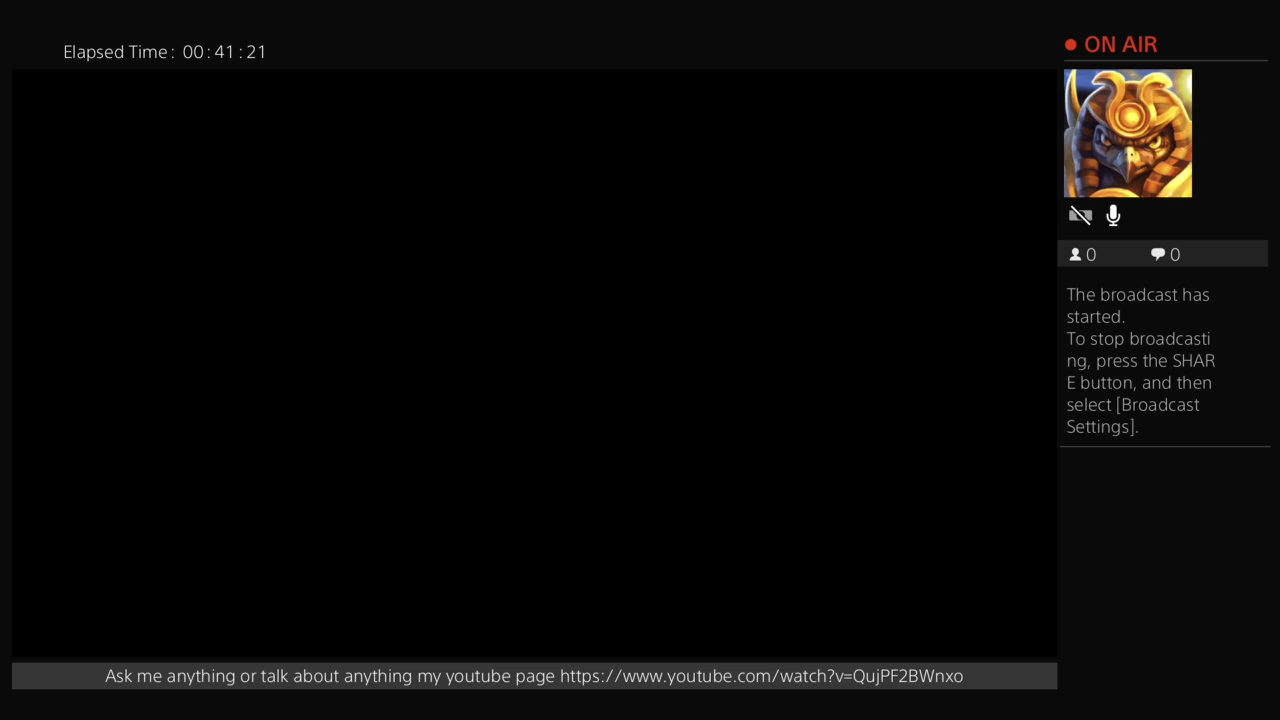 Elapsed Time: 00:41:21
ON AIR
0 0
The broadcast has
started.
To stop broadcasti
ng, press the SHAR
E button, and then
select [Broadcast
Settings].
Ask me anything or talk about anything my youtube page https://www.youtube.com/watch?v=QujPF2BWnxo